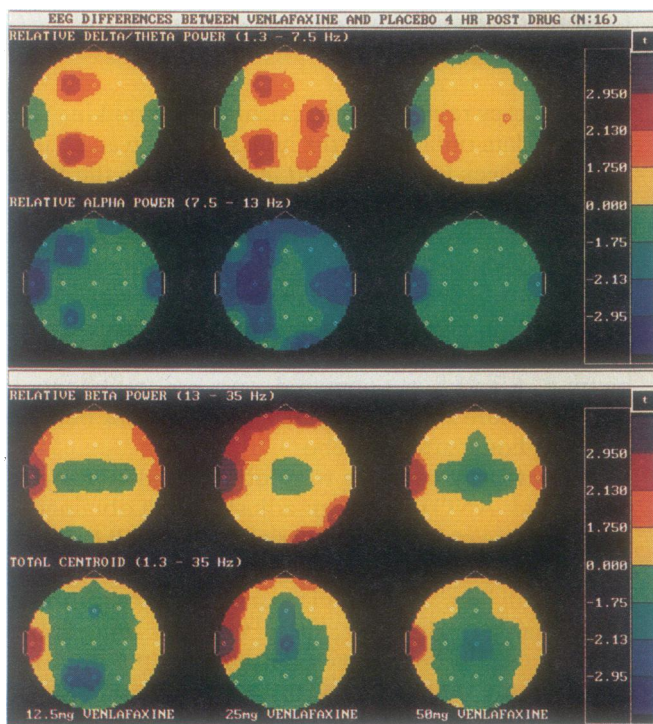 EEG DIFFERENCES BETWEEN VENLAFAXINE AND PLACEBO 4 HR POST DRUG (N:16)
RELATIVE DELTA/THETA POWER (1.3 - 7.5 Hz)
t
2.950
2.130
1.750
0.000
-1.75
-2.13
-2.95
RELATIVE ALPHA POWER (7.5 - 13 Hz)
RELATIVE BETA POWER (13 - 35 Hz)
t
2.950
2.130
1.750
0.000
-1.75
-2.13
-2.95
TOTAL CENTROID (1.3 - 35 Hz)
12.5mg VENLAFAXINE 25mg VENLAFAXINE 50mg VENLAFAXINE